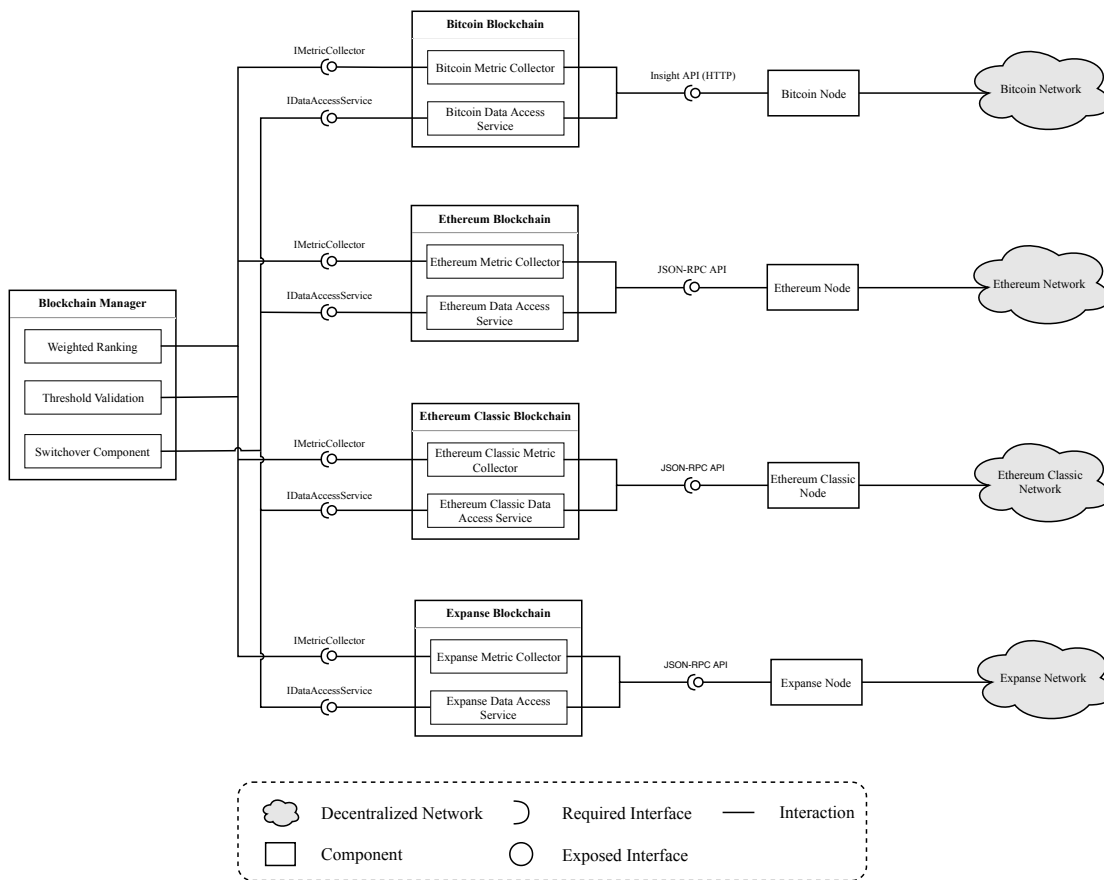 Bitcoin Blockchain
IMetricCollector
Bitcoin Metric Collector
Insight API (HTTP)
Bitcoin Node
Bitcoin Network
IDataAccessService
Bitcoin Data Access
Service
Ethereum Blockchain
IMetricCollector
Ethereum Metric Collector
JSON-RPC API
Ethereum Node
Ethereum Network
IDataAccessService
Ethereum Data Access
Service
Blockchain Manager
Weighted Ranking
Threshold Validation
Switchover Component
Ethereum Classic Blockchain
IMetricCollector
Ethereum Classic Metric
Collector
JSON-RPC API
Ethereum Classic
Node
Ethereum Classic
Network
IDataAccessService
Ethereum Classic Data
Access Service
Expanse Blockchain
IMetricCollector
Expanse Metric Collector
JSON-RPC API
Expanse Node
Expanse Network
IDataAccessService
Expanse Data Access
Service
Decentralized Network
Required Interface
Interaction
Component
Exposed Interface